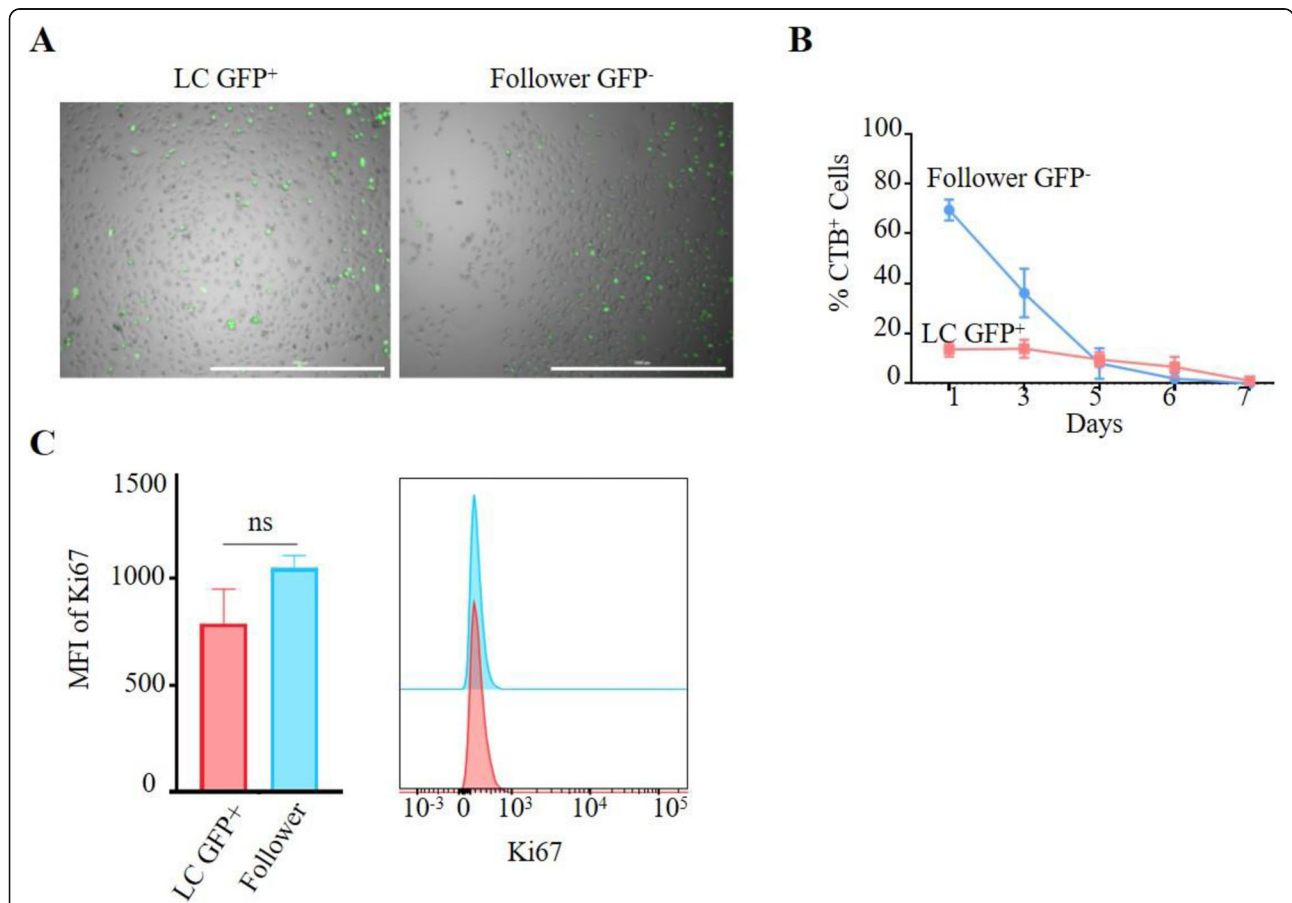 A
LC GFP⁺
Follower GFP⁻
B
100
80
60
40
20
0
% CTB⁺ Cells
Follower GFP⁻
LC GFP⁺
1 3 5 6 7
Days
C
1500
1000
500
0
MFI of Ki67
ns
LC GFP+
Follower
10⁻³ 0 10³ 10⁴ 10⁵
Ki67